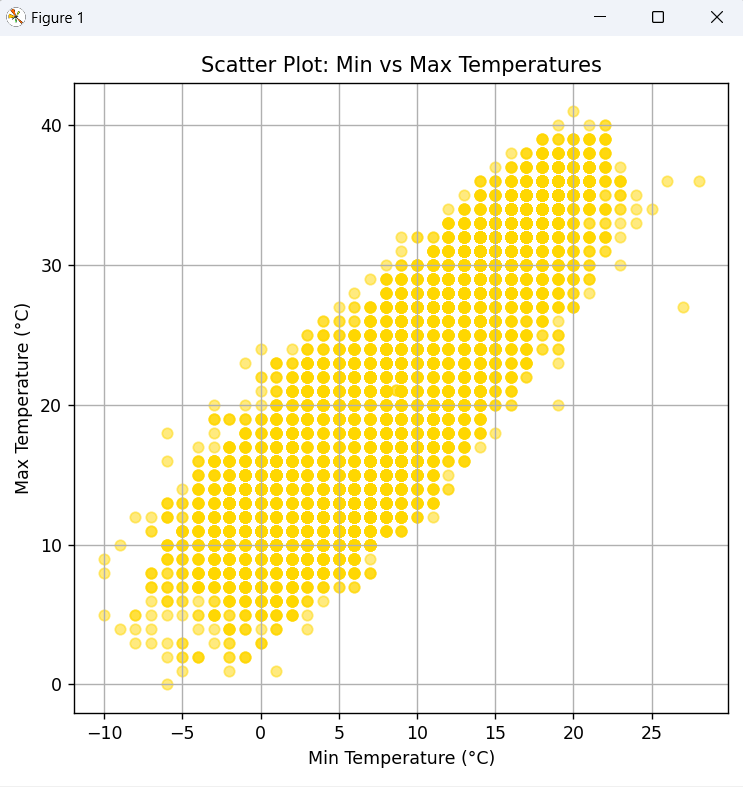 Figure 1
Scatter Plot: Min vs Max Temperatures
40
30
20
10
0
Max Temperature (°C)
−10 −5 0 5 10 15 20 25
Min Temperature (°C)